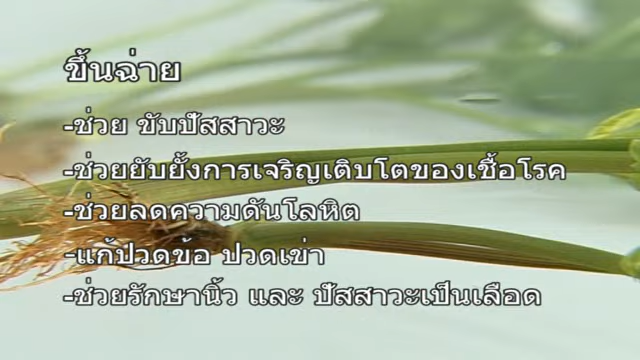 ขึ้นฉ่าย
-ช่วย ขับปัสสาวะ
-ช่วยยับยั้งการเจริญเติบโตของเชื้อโรค
-ช่วยลดความดันโลหิต
-แก้ปวดข้อ ปวดเข่า
-ช่วยรักษานิ้ว และ ปัสสาวะเป็นเลือด